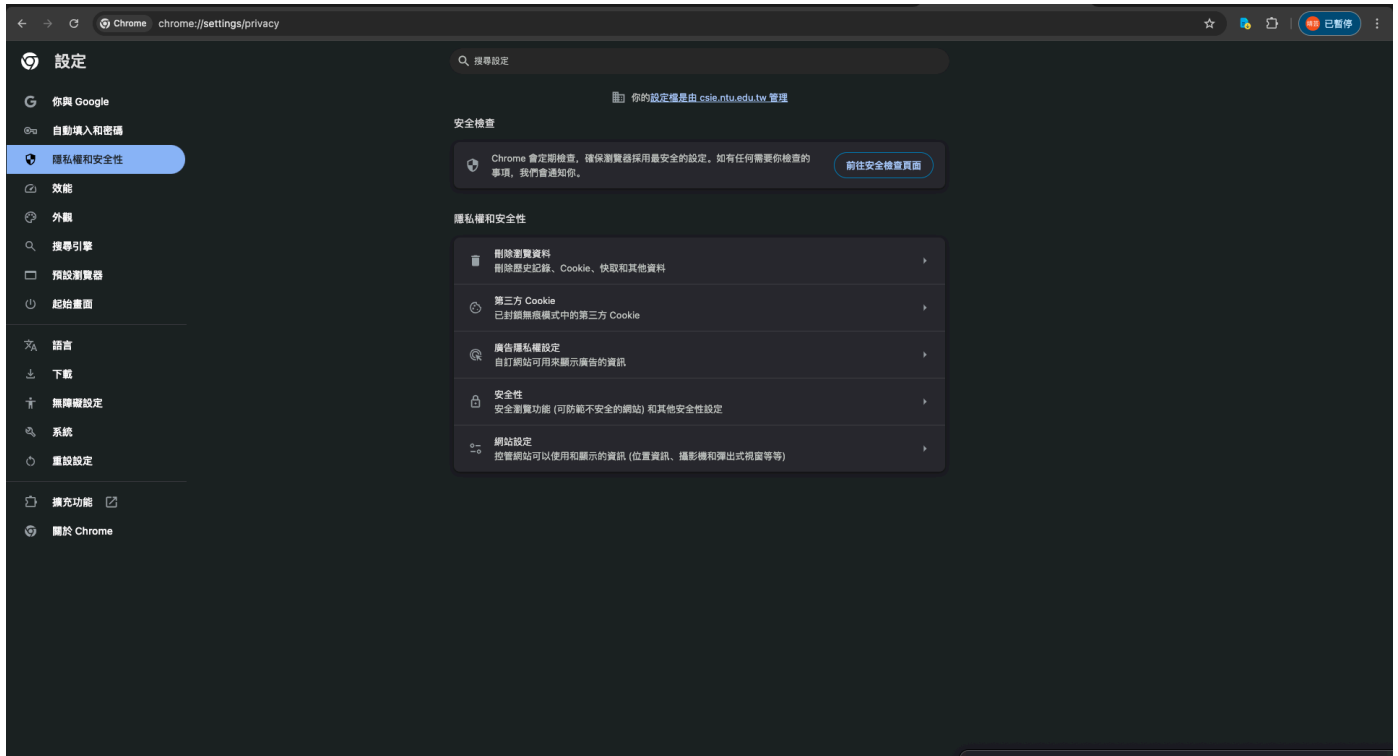 Chrome chrome://settings/privacy 已暫停
設定
搜尋設定
你與 Google
自動填入和密碼
隱私權和安全性
效能
外觀
搜尋引擎
預設瀏覽器
起始畫面
語言
下載
無障礙設定
系統
重設設定
擴充功能
關於 Chrome
你的設定檔是由 csie.ntu.edu.tw 管理
安全檢查
Chrome 會定期檢查，確保瀏覽器採用最安全的設定。如有任何需要你檢查的
事項，我們會通知你。
前往安全檢查頁面
隱私權和安全性
刪除瀏覽資料
刪除歷史記錄、Cookie、快取和其他資料
第三方 Cookie
已封鎖無痕模式中的第三方 Cookie
廣告隱私權設定
自訂網站可用來顯示廣告的資訊
安全性
安全瀏覽功能 (可防範不安全的網站) 和其他安全性設定
網站設定
控管網站可以使用和顯示的資訊 (位置資訊、攝影機和彈出式視窗等等)